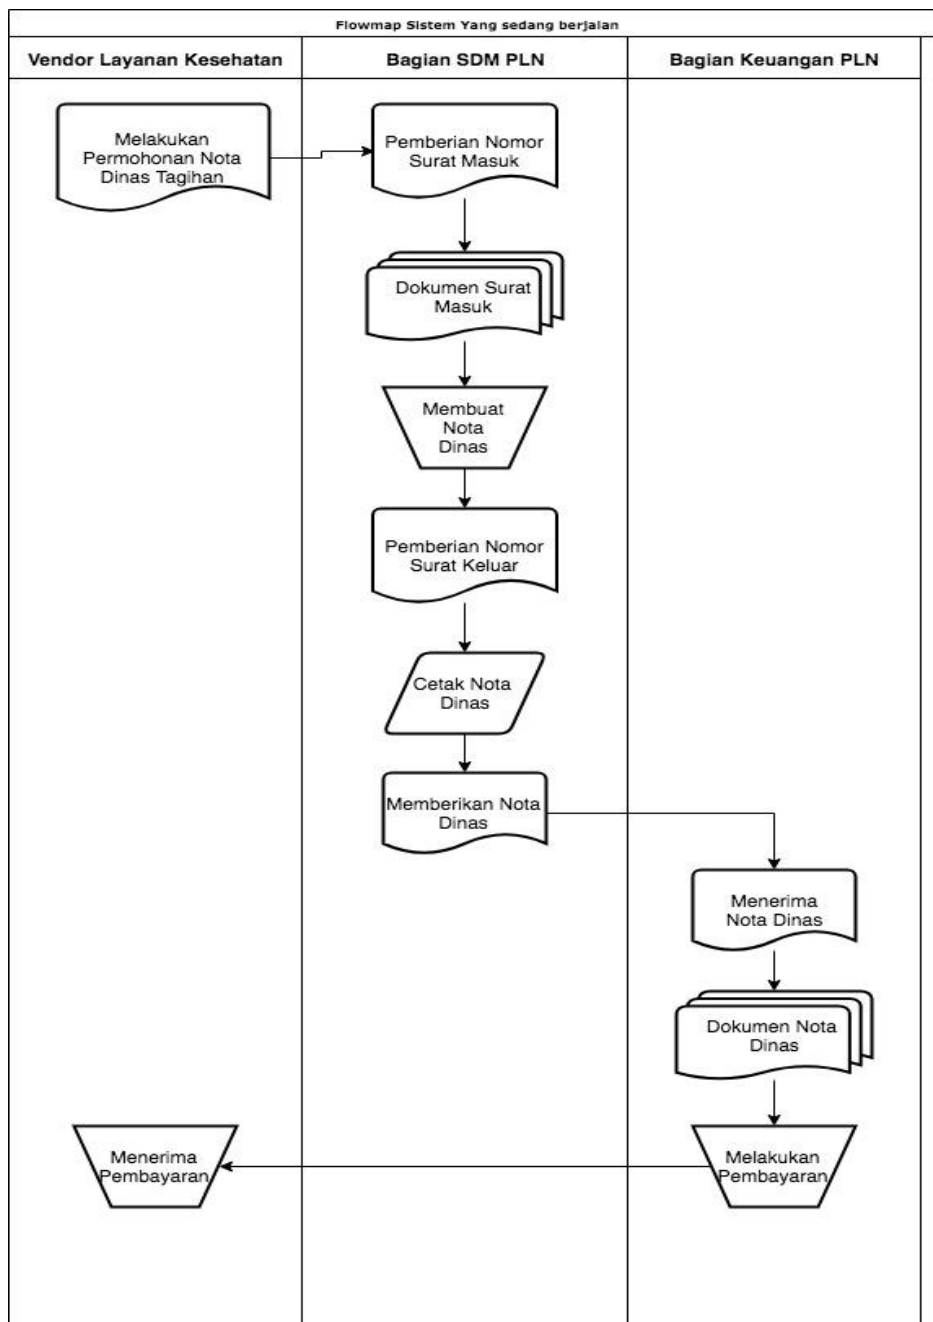 Flowmap Sistem Yang sedang berjalan
Vendor Layanan Kesehatan
Bagian SDM PLN
Bagian Keuangan PLN
Melakukan
Permohonan Nota
Dinas Tagihan
Pemberian Nomor
Surat Masuk
Dokumen Surat
Masuk
Membuat
Nota
Dinas
Pemberian Nomor
Surat Keluar
Cetak Nota
Dinas
Memberikan Nota
Dinas
Menerima
Nota Dinas
Dokumen Nota
Dinas
Melakukan
Pembayaran
Menerima
Pembayaran